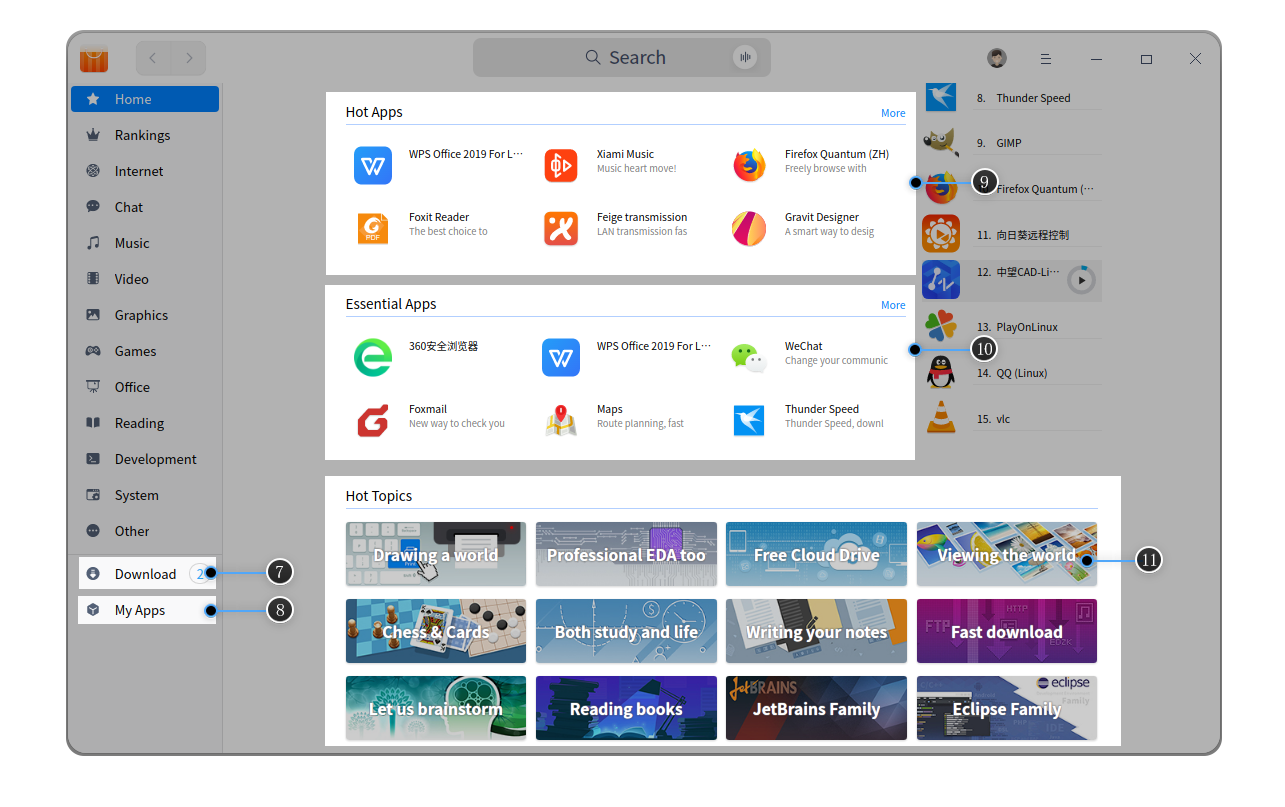 Search
Home
Rankings
Internet
Chat
Music
Video
Graphics
Games
Office
Reading
Development
System
Other
Download 2
My Apps
7
8
Hot Apps More
WPS Office 2019 For L···
Xiami Music
Music heart move!
Firefox Quantum (ZH)
Freely browse with
Foxit Reader
The best choice to
PDF
Feige transmission
LAN transmission fas
Gravit Designer
A smart way to desig
9
Essential Apps More
360安全浏览器
WPS Office 2019 For L···
WeChat
Change your communic
Foxmail
New way to check you
Maps
Route planning, fast
Thunder Speed
Thunder Speed, downl
10
8. Thunder Speed
9. GIMP
Firefox Quantum (···
11. 向日葵远程控制
12. 中望CAD-Li···
13. PlayOnLinux
14. QQ (Linux)
15. vlc
Hot Topics
Drawing a world
Print
Professional EDA too
Free Cloud Drive
Viewing the world
11
Chess & Cards
Both study and life
Writing your notes
Fast download
HTTP
FTP
ED2K
Let us brainstorm
Reading books
JetBRAINS
JetBrains Family
eclipse
Family
Eclipse Family